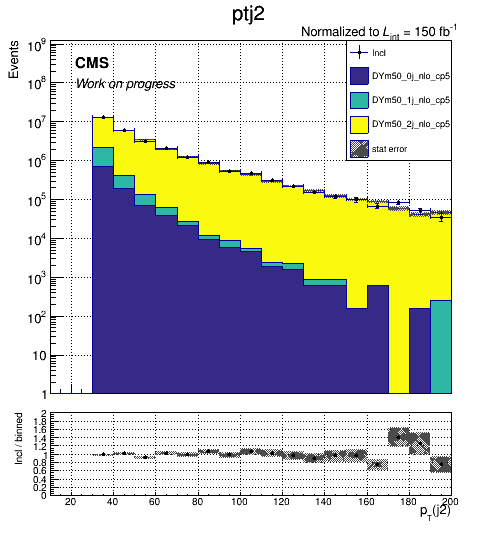 ptj2
Normalized to L_int = 150 fb^-1
Events
10^9
10^8
10^7
10^6
10^5
10^4
10^3
10^2
10
1
CMS
Work on progress
Incl
DYm50_0j_nlo_cp5
DYm50_1j_nlo_cp5
DYm50_2j_nlo_cp5
stat error
Incl / binned
2
1.8
1.6
1.4
1.2
1
0.8
0.6
0.4
0.2
0
20 40 60 80 100 120 140 160 180 200
p_T(j2)